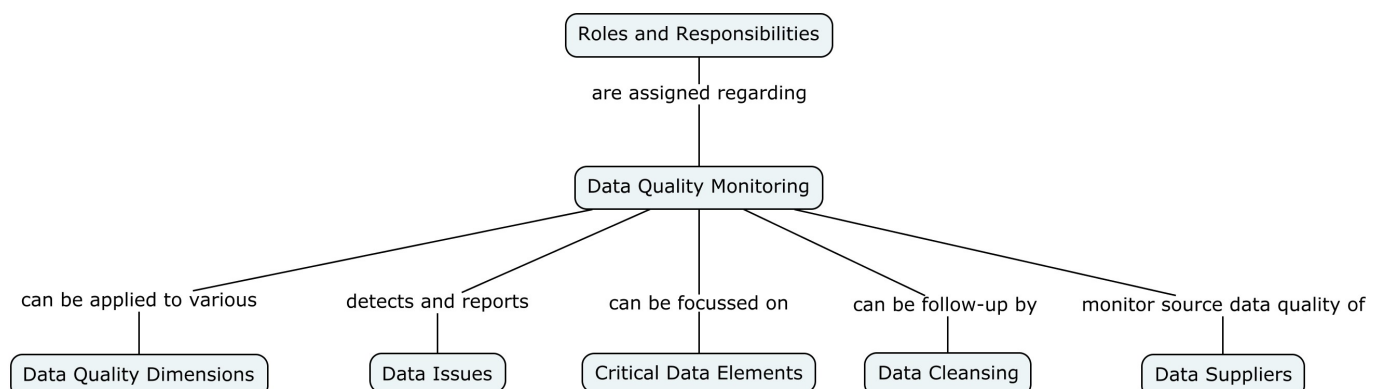 Roles and Responsibilities
are assigned regarding
Data Quality Monitoring
can be applied to various
detects and reports
can be focussed on
can be follow-up by
monitor source data quality of
Data Quality Dimensions
Data Issues
Critical Data Elements
Data Cleansing
Data Suppliers